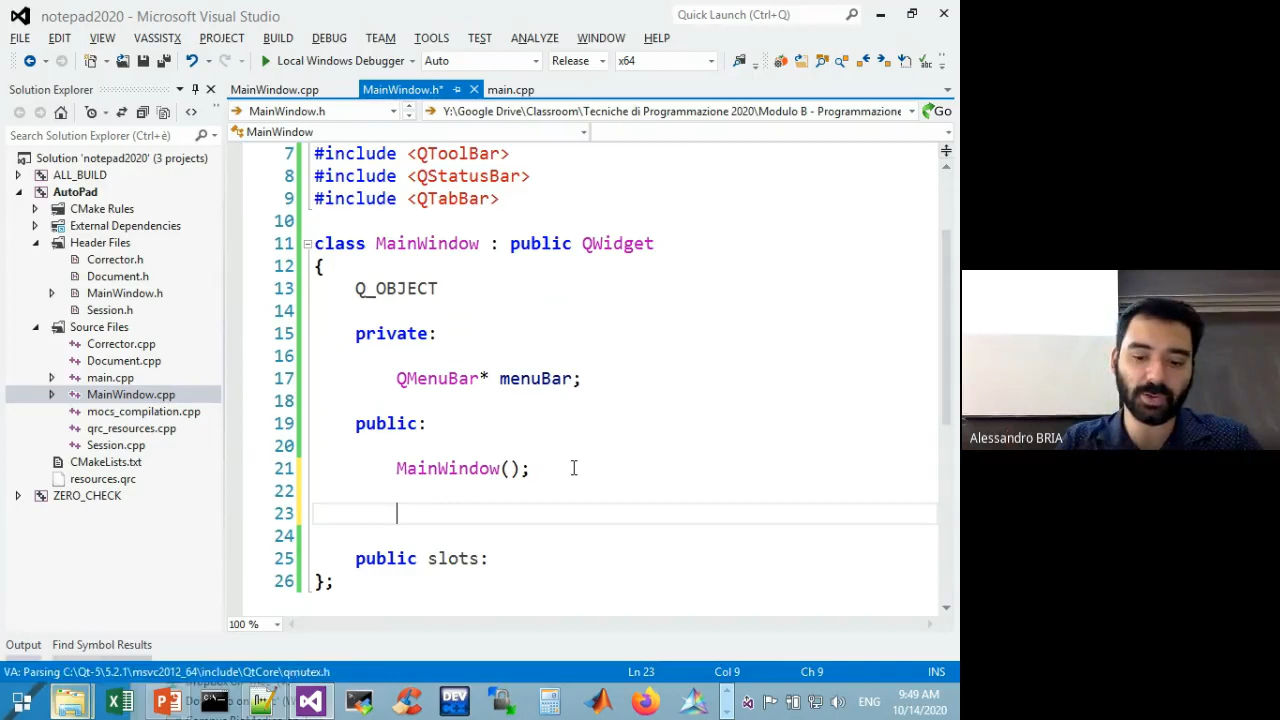 notepad2020 - Microsoft Visual Studio
Quick Launch (Ctrl+Q)
FILE EDIT VIEW VASSISTX PROJECT BUILD DEBUG TEAM TOOLS TEST ANALYZE WINDOW HELP
Local Windows Debugger Auto Release x64
Solution Explorer
MainWindow.cpp MainWindow.h* main.cpp
MainWindow.h Y:\Google Drive\Classroom\Tecniche di Programmazione 2020\Modulo B - Programmazione Go
Search Solution Explorer (Ctrl+è)
MainWindow
Solution 'notepad2020' (3 projects)
ALL_BUILD
AutoPad
CMake Rules
External Dependencies
Header Files
Corrector.h
Document.h
MainWindow.h
Session.h
Source Files
Corrector.cpp
Document.cpp
main.cpp
MainWindow.cpp
mocs_compilation.cpp
qrc_resources.cpp
Session.cpp
CMakeLists.txt
resources.qrc
ZERO_CHECK
7 #include <QToolBar>
8 #include <QStatusBar>
9 #include <QTabBar>
10
11 class MainWindow : public QWidget
12 {
13 Q_OBJECT
14
15 private:
16
17 QMenuBar* menuBar;
18
19 public:
20
21 MainWindow();
22
23
24
25 public slots:
26 };
100 %
Output Find Symbol Results
VA: Parsing C:\Qt-5\5.2.1\msvc2012_64\include\QtCore\qmutex.h Ln 23 Col 9 Ch 9 INS
ENG
9:49 AM
10/14/2020
Alessandro BRIA